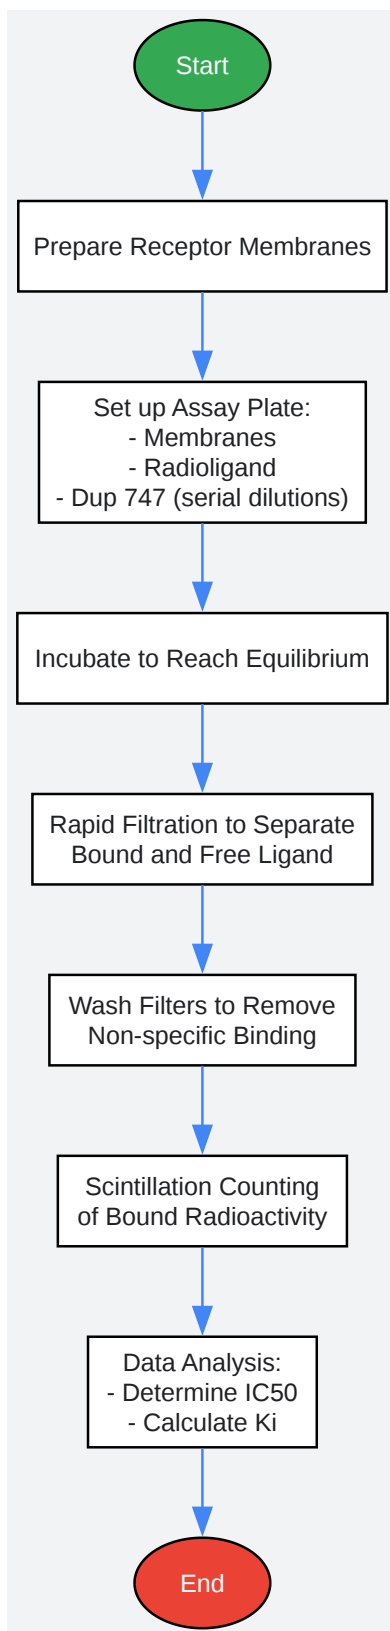 Start
Prepare Receptor Membranes
Set up Assay Plate:
- Membranes
- Radioligand
- Dup 747 (serial dilutions)
Incubate to Reach Equilibrium
Rapid Filtration to Separate
Bound and Free Ligand
Wash Filters to Remove
Non-specific Binding
Scintillation Counting
of Bound Radioactivity
Data Analysis:
- Determine IC50
- Calculate Ki
End